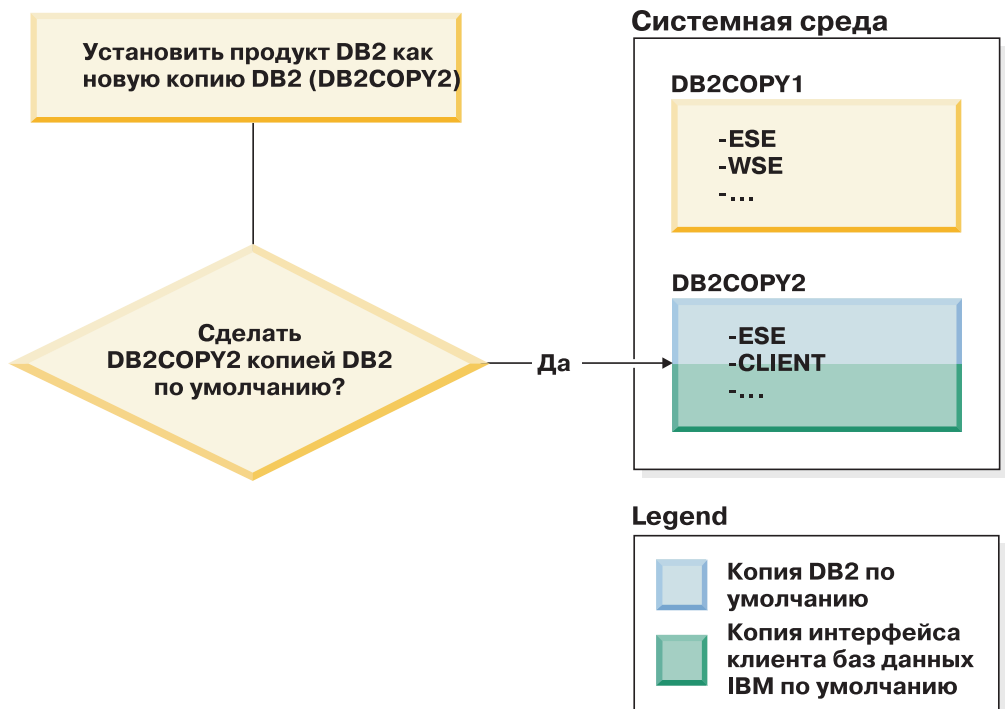 Установить продукт DB2 как
новую копию DB2 (DB2COPY2)
Сделать
DB2COPY2 копией DB2
по умолчанию?
Да
Системная среда
DB2COPY1
-ESE
-WSE
-...
DB2COPY2
-ESE
-CLIENT
-...
Legend
Копия DB2 по
умолчанию
Копия интерфейса
клиента баз данных
IBM по умолчанию